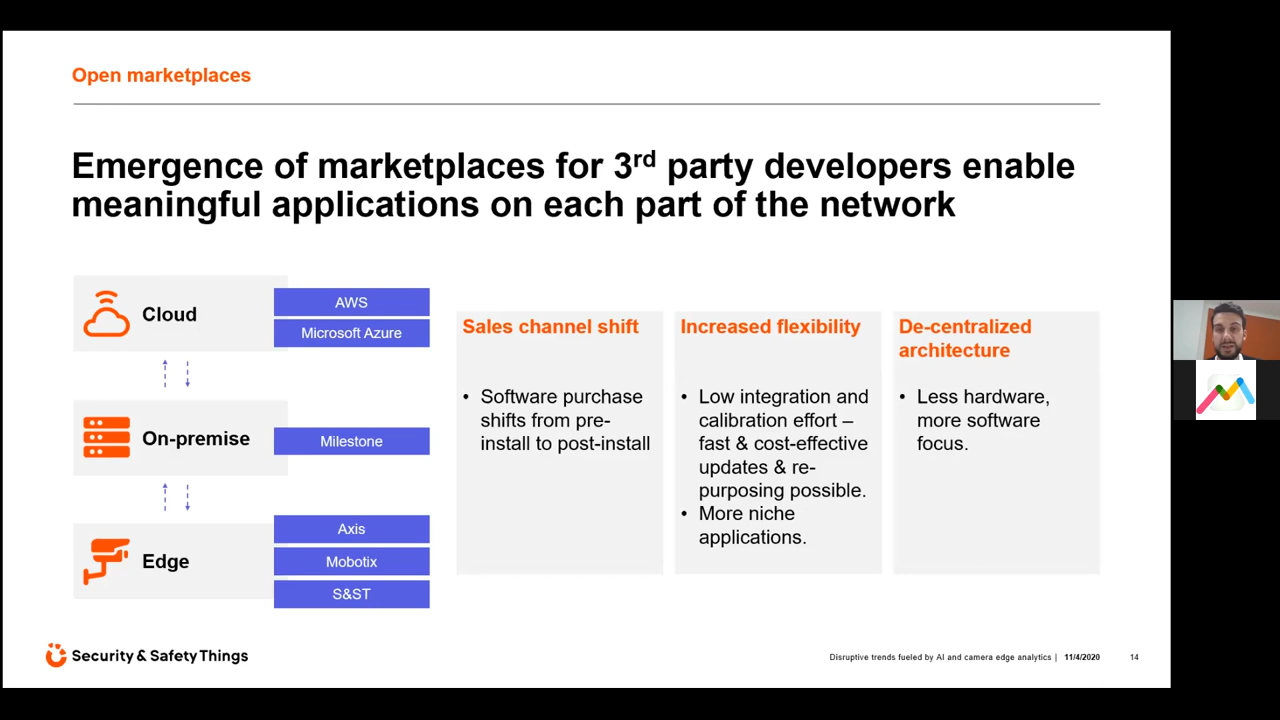 Open marketplaces
Emergence of marketplaces for 3rd party developers enable
meaningful applications on each part of the network
Cloud
AWS
Microsoft Azure
On-premise
Milestone
Edge
Axis
Mobotix
S&ST
Sales channel shift
• Software purchase
shifts from pre-
install to post-install
Increased flexibility
• Low integration and
calibration effort –
fast & cost-effective
updates & re-
purposing possible.
• More niche
applications.
De-centralized
architecture
• Less hardware,
more software
focus.
Security & Safety Things
Disruptive trends fueled by AI and camera edge analytics | 11/4/2020 14